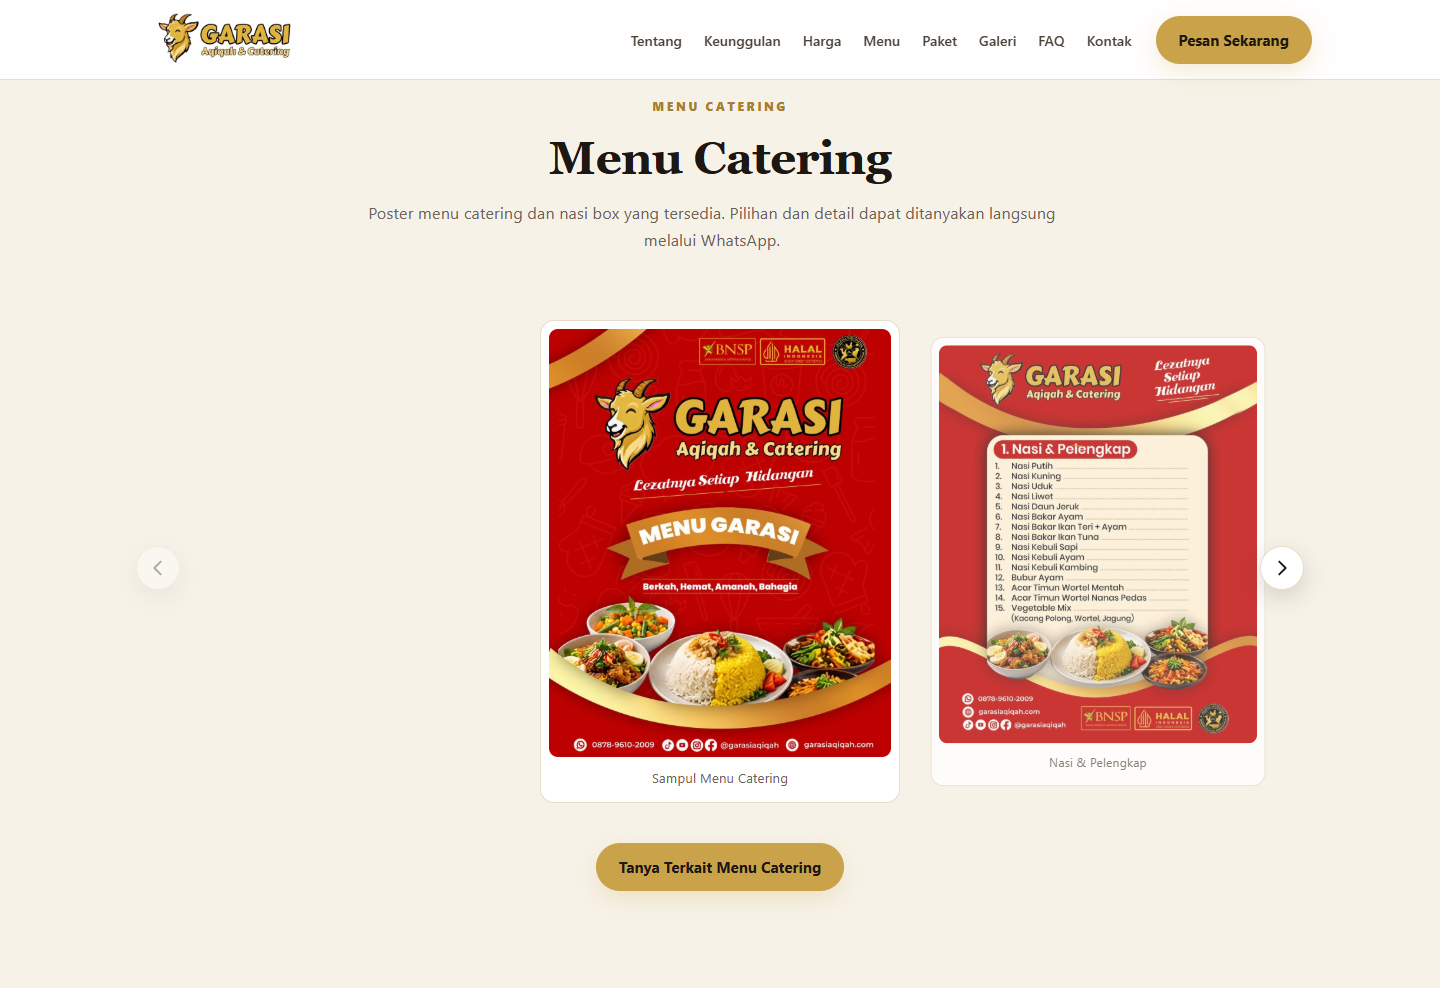 GARASI
Aqiqah & Catering
Tentang
Keunggulan
Harga
Menu
Paket
Galeri
FAQ
Kontak
Pesan Sekarang
MENU CATERING
Menu Catering
Poster menu catering dan nasi box yang tersedia. Pilihan dan detail dapat ditanyakan langsung
melalui WhatsApp.
BNSP
HALAL
INDONESIA
GARASI
Aqiqah & Catering
Lezatnya Setiap Hidangan
MENU GARASI
Berkah, Hemat, Amanah, Bahagia
0878-9610-2009
@garasiaqiqah
garasiaqiqah.com
Sampul Menu Catering
GARASI
Aqiqah & Catering
Lezatnya
Setiap
Hidangan
1. Nasi & Pelengkap
1. Nasi Putih
2. Nasi Kuning
3. Nasi Uduk
4. Nasi Liwet
5. Nasi Daun Jeruk
6. Nasi Bakar Ayam
7. Nasi Bakar Ikan Teri + Ayam
8. Nasi Bakar Ikan Tuna
9. Nasi Kebuli Sapi
10. Nasi Kebuli Ayam
11. Nasi Kebuli Kambing
12. Bubur Ayam
13. Acar Timun Wortel Mentah
14. Acar Timun Wortel Nanas Pedas
15. Vegetable Mix
(Kacang Polong, Wortel, Jagung)
0878-9610-2009
garasiaqiqah.com
@garasiaqiqah
BNSP
HALAL
INDONESIA
Nasi & Pelengkap
Tanya Terkait Menu Catering